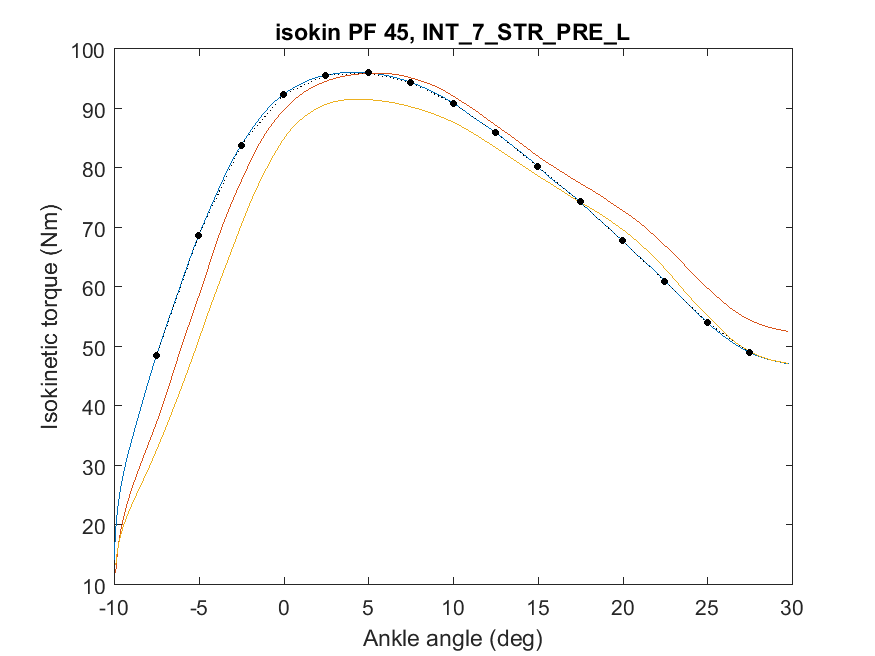 isokin PF 45, INT_7_STR_PRE_L
100
90
80
70
60
50
40
30
20
10
Isokinetic torque (Nm)
-10 -5 0 5 10 15 20 25 30
Ankle angle (deg)